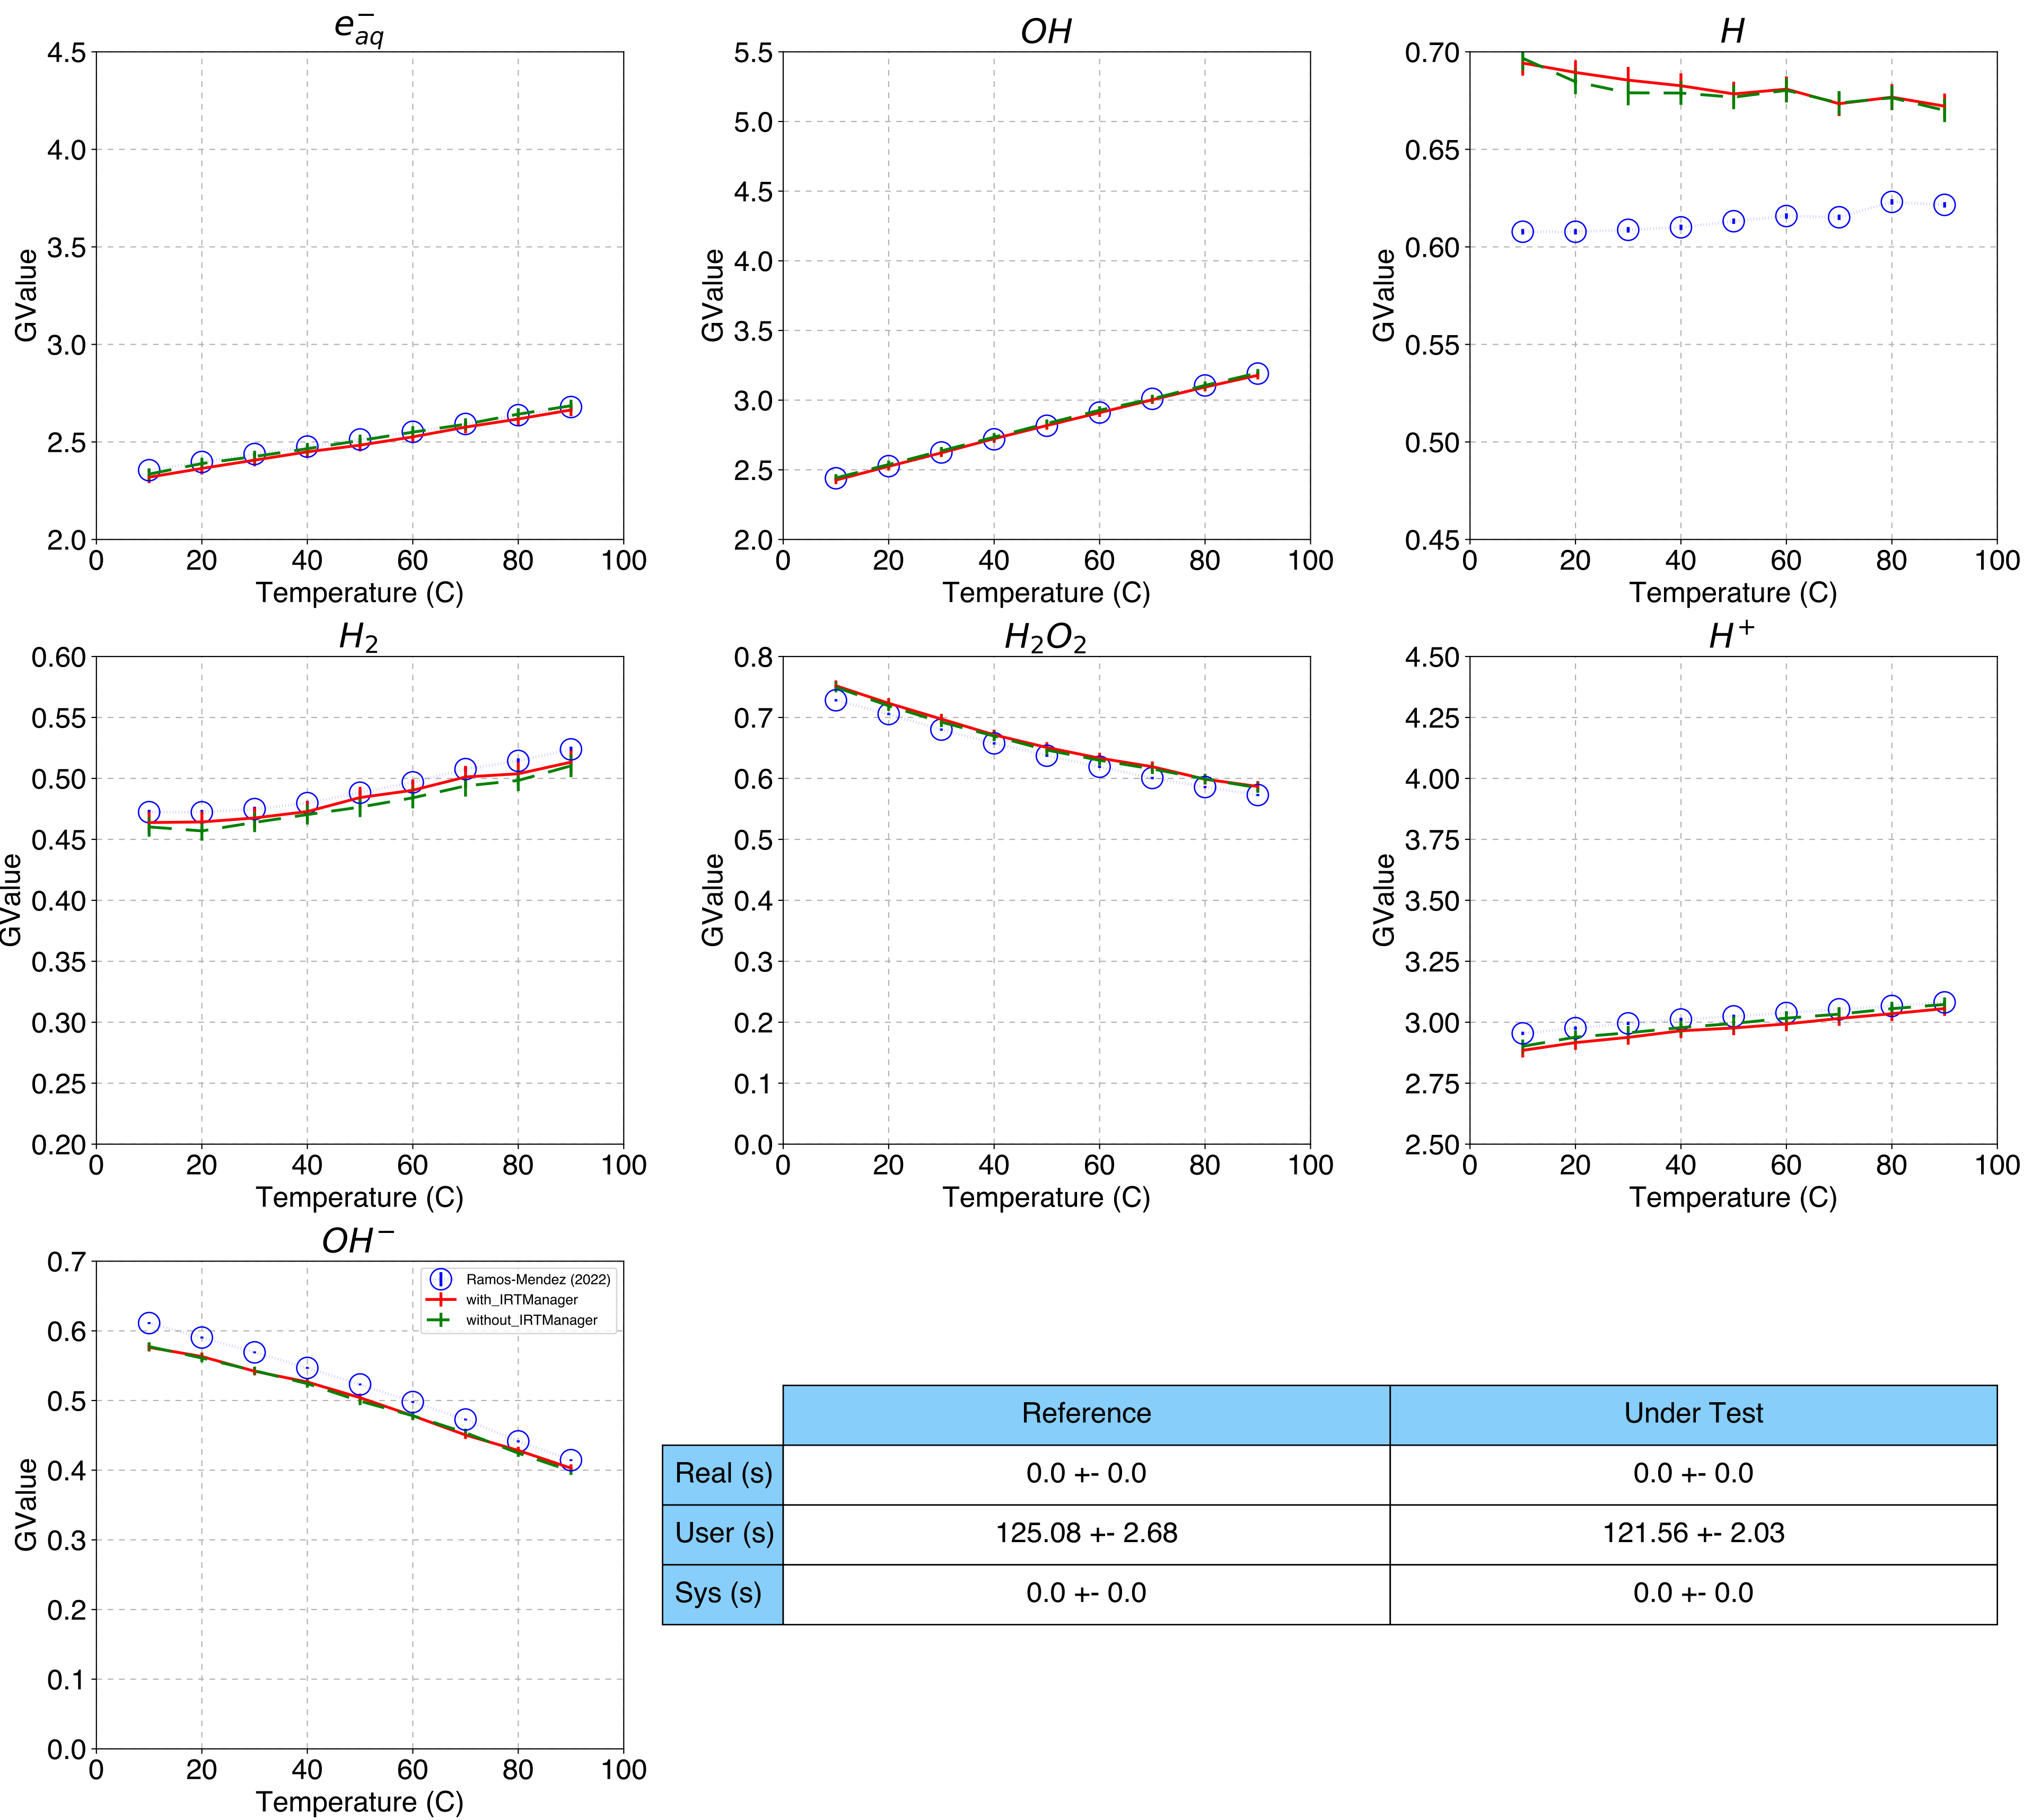 e⁻aq
4.5
4.0
3.5
3.0
2.5
2.0
GValue
0 20 40 60 80 100
Temperature (C)
OH
5.5
5.0
4.5
4.0
3.5
3.0
2.5
2.0
GValue
0 20 40 60 80 100
Temperature (C)
H
0.70
0.65
0.60
0.55
0.50
0.45
GValue
0 20 40 60 80 100
Temperature (C)
H₂
0.60
0.55
0.50
0.45
0.40
0.35
0.30
0.25
0.20
GValue
0 20 40 60 80 100
Temperature (C)
H₂O₂
0.8
0.7
0.6
0.5
0.4
0.3
0.2
0.1
0.0
GValue
0 20 40 60 80 100
Temperature (C)
H⁺
4.50
4.25
4.00
3.75
3.50
3.25
3.00
2.75
2.50
GValue
0 20 40 60 80 100
Temperature (C)
OH⁻
0.7
0.6
0.5
0.4
0.3
0.2
0.1
0.0
GValue
0 20 40 60 80 100
Temperature (C)
Ramos-Mendez (2022)
with_IRTManager
without_IRTManager
Reference Under Test
Real (s) 0.0 +- 0.0 0.0 +- 0.0
User (s) 125.08 +- 2.68 121.56 +- 2.03
Sys (s) 0.0 +- 0.0 0.0 +- 0.0